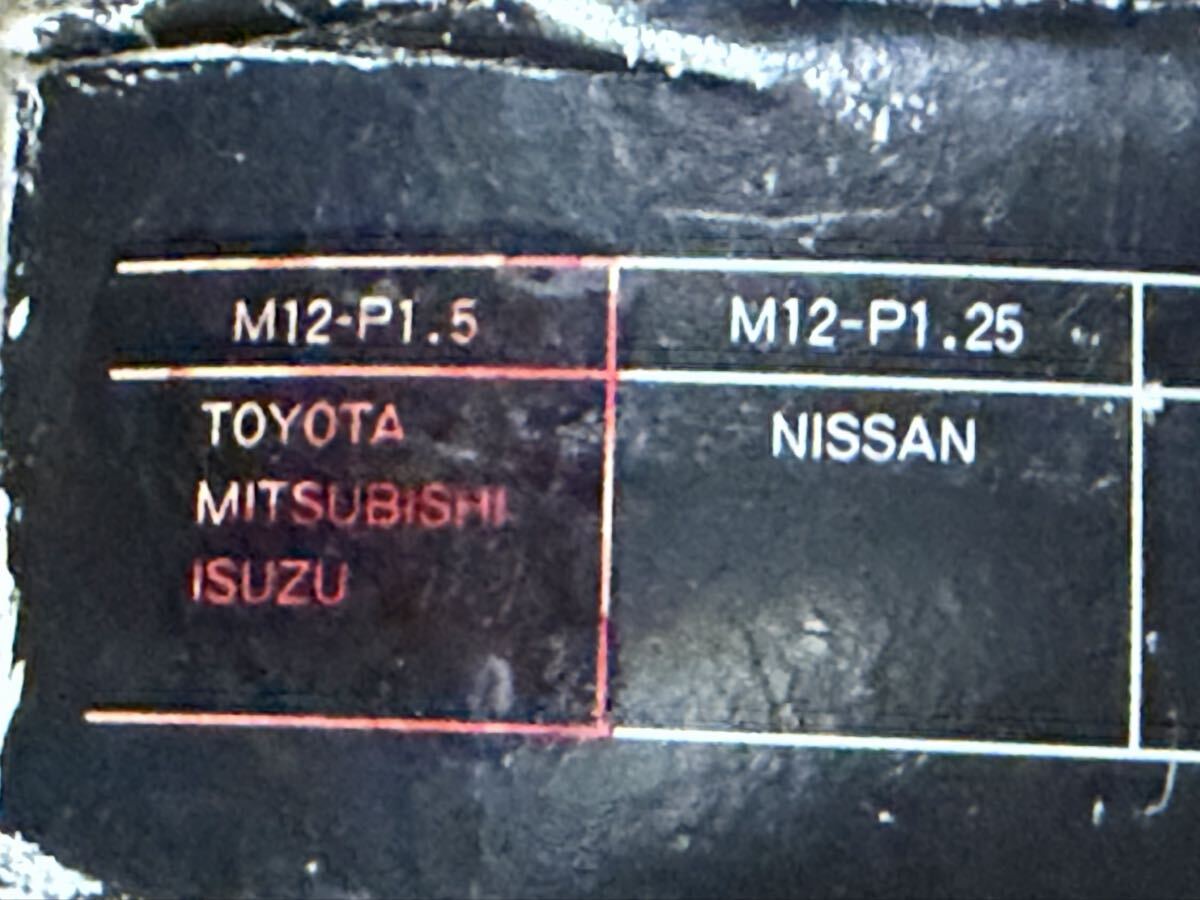 M12-P1.5 M12-P1.25
TOYOTA NISSAN
MITSUBISHI
ISUZU